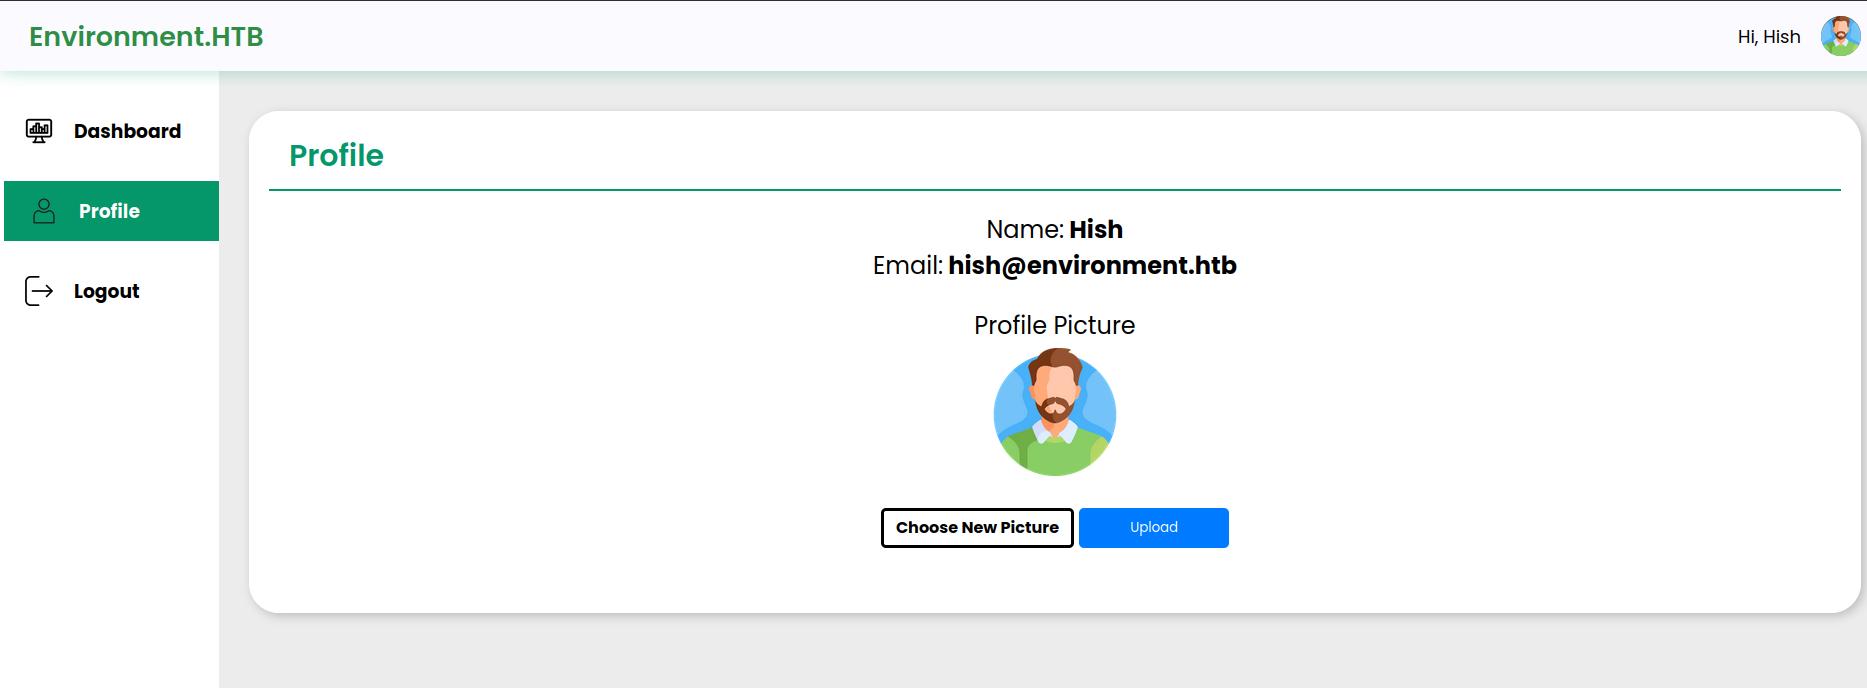 Environment.HTB
Hi, Hish
Dashboard
Profile
Logout
Profile
Name: Hish
Email: hish@environment.htb
Profile Picture
Choose New Picture
Upload